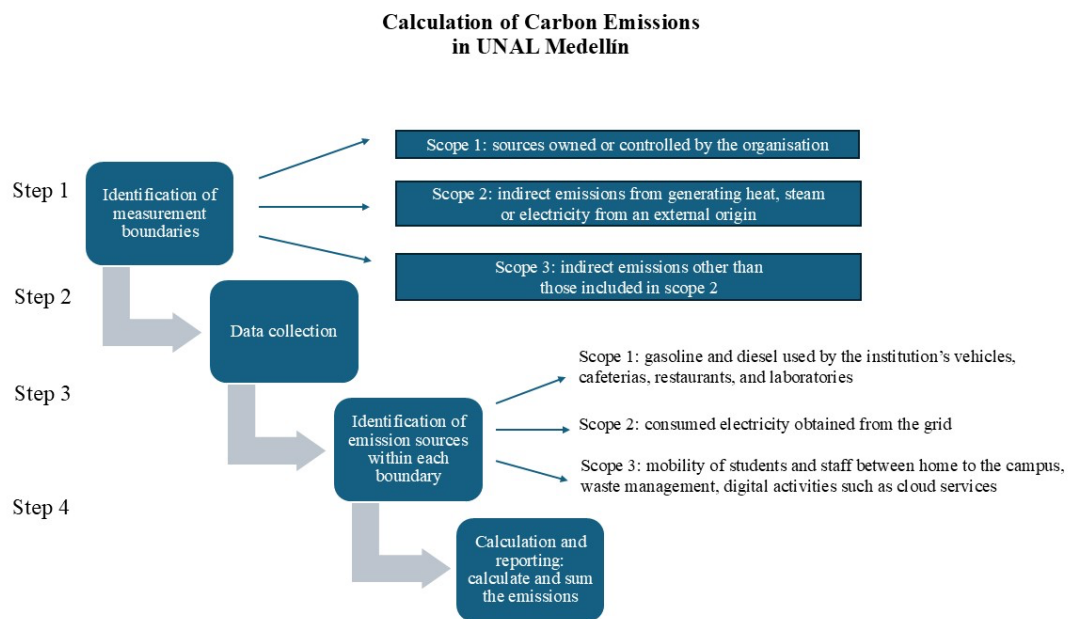 Calculation of Carbon Emissions
in UNAL Medellín
Step 1
Identification of
measurement
boundaries
Scope 1: sources owned or controlled by the organisation
Scope 2: indirect emissions from generating heat, steam
or electricity from an external origin
Scope 3: indirect emissions other than
those included in scope 2
Step 2
Data collection
Step 3
Identification of
emission sources
within each
boundary
Scope 1: gasoline and diesel used by the institution’s vehicles,
cafeterias, restaurants, and laboratories
Scope 2: consumed electricity obtained from the grid
Scope 3: mobility of students and staff between home to the campus,
waste management, digital activities such as cloud services
Step 4
Calculation and
reporting:
calculate and sum
the emissions